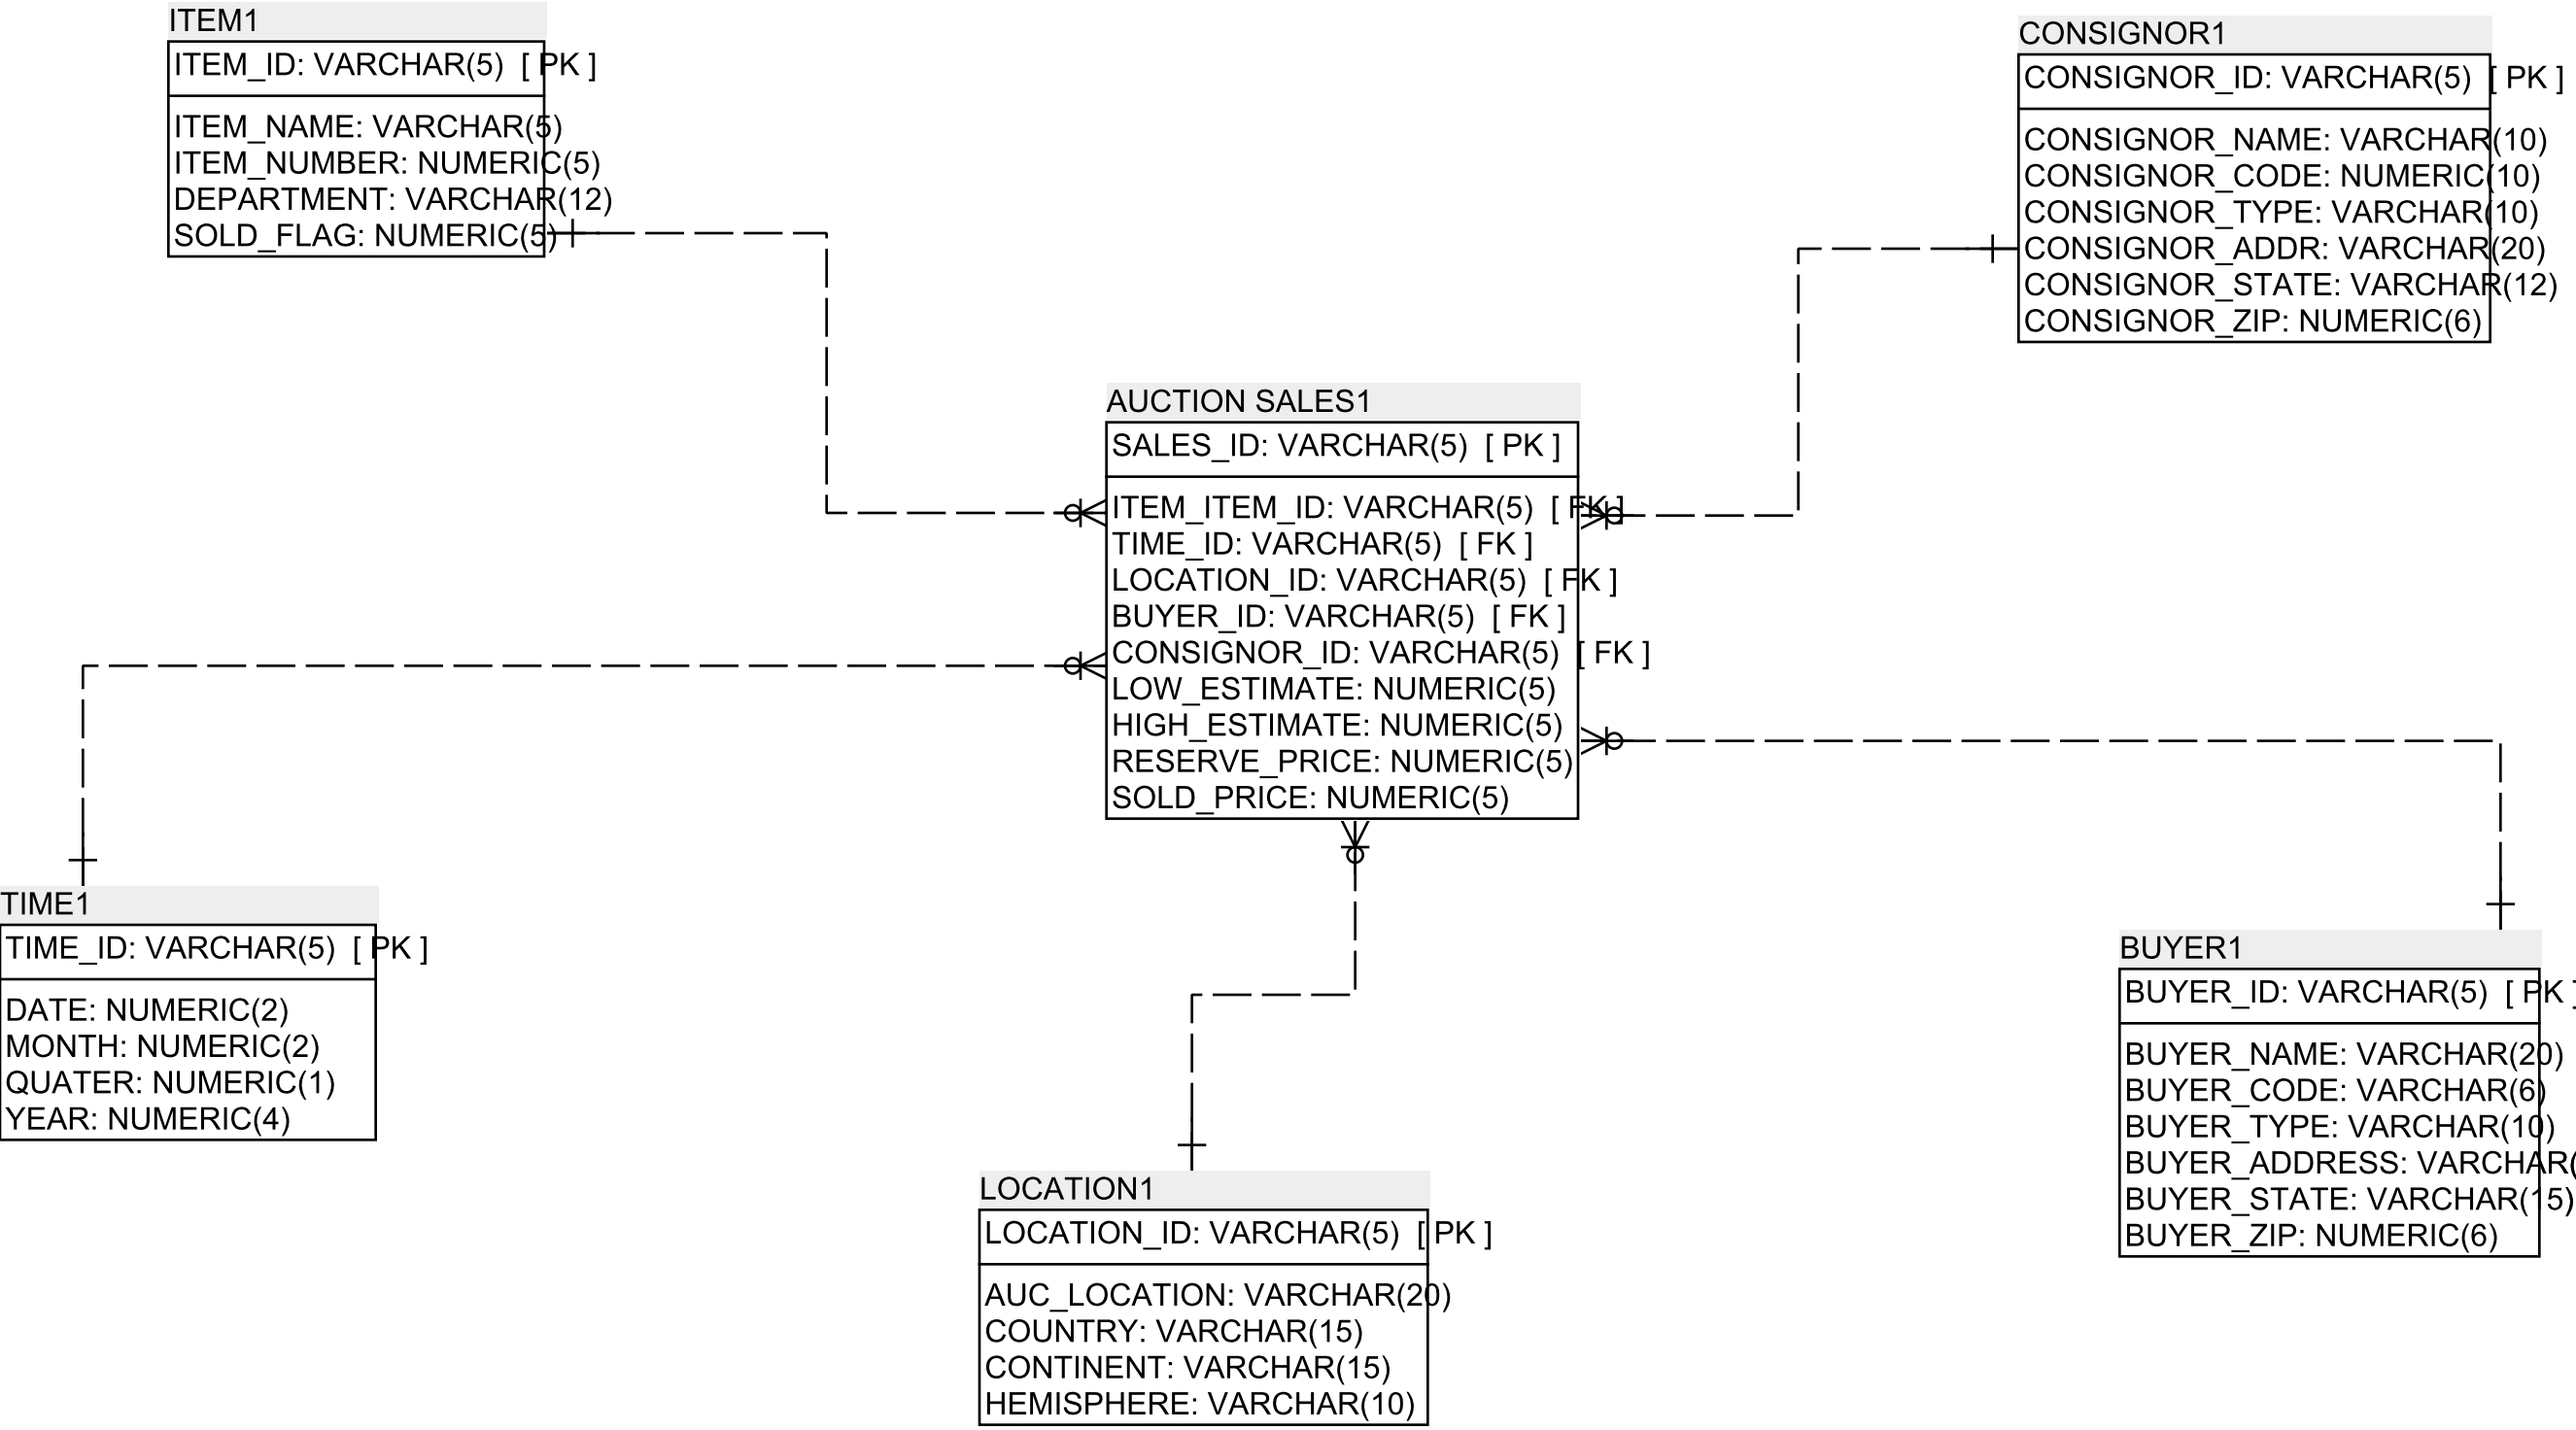 ITEM1
ITEM_ID: VARCHAR(5) [ PK ]
ITEM_NAME: VARCHAR(5)
ITEM_NUMBER: NUMERIC(5)
DEPARTMENT: VARCHAR(12)
SOLD_FLAG: NUMERIC(5)
CONSIGNOR1
CONSIGNOR_ID: VARCHAR(5) [ PK ]
CONSIGNOR_NAME: VARCHAR(10)
CONSIGNOR_CODE: NUMERIC(10)
CONSIGNOR_TYPE: VARCHAR(10)
CONSIGNOR_ADDR: VARCHAR(20)
CONSIGNOR_STATE: VARCHAR(12)
CONSIGNOR_ZIP: NUMERIC(6)
AUCTION SALES1
SALES_ID: VARCHAR(5) [ PK ]
ITEM_ITEM_ID: VARCHAR(5) [ FK ]
TIME_ID: VARCHAR(5) [ FK ]
LOCATION_ID: VARCHAR(5) [ FK ]
BUYER_ID: VARCHAR(5) [ FK ]
CONSIGNOR_ID: VARCHAR(5) [ FK ]
LOW_ESTIMATE: NUMERIC(5)
HIGH_ESTIMATE: NUMERIC(5)
RESERVE_PRICE: NUMERIC(5)
SOLD_PRICE: NUMERIC(5)
TIME1
TIME_ID: VARCHAR(5) [ PK ]
DATE: NUMERIC(2)
MONTH: NUMERIC(2)
QUATER: NUMERIC(1)
YEAR: NUMERIC(4)
BUYER1
BUYER_ID: VARCHAR(5) [ PK ]
BUYER_NAME: VARCHAR(20)
BUYER_CODE: VARCHAR(6)
BUYER_TYPE: VARCHAR(10)
BUYER_ADDRESS: VARCHAR(
BUYER_STATE: VARCHAR(15)
BUYER_ZIP: NUMERIC(6)
LOCATION1
LOCATION_ID: VARCHAR(5) [ PK ]
AUC_LOCATION: VARCHAR(20)
COUNTRY: VARCHAR(15)
CONTINENT: VARCHAR(15)
HEMISPHERE: VARCHAR(10)